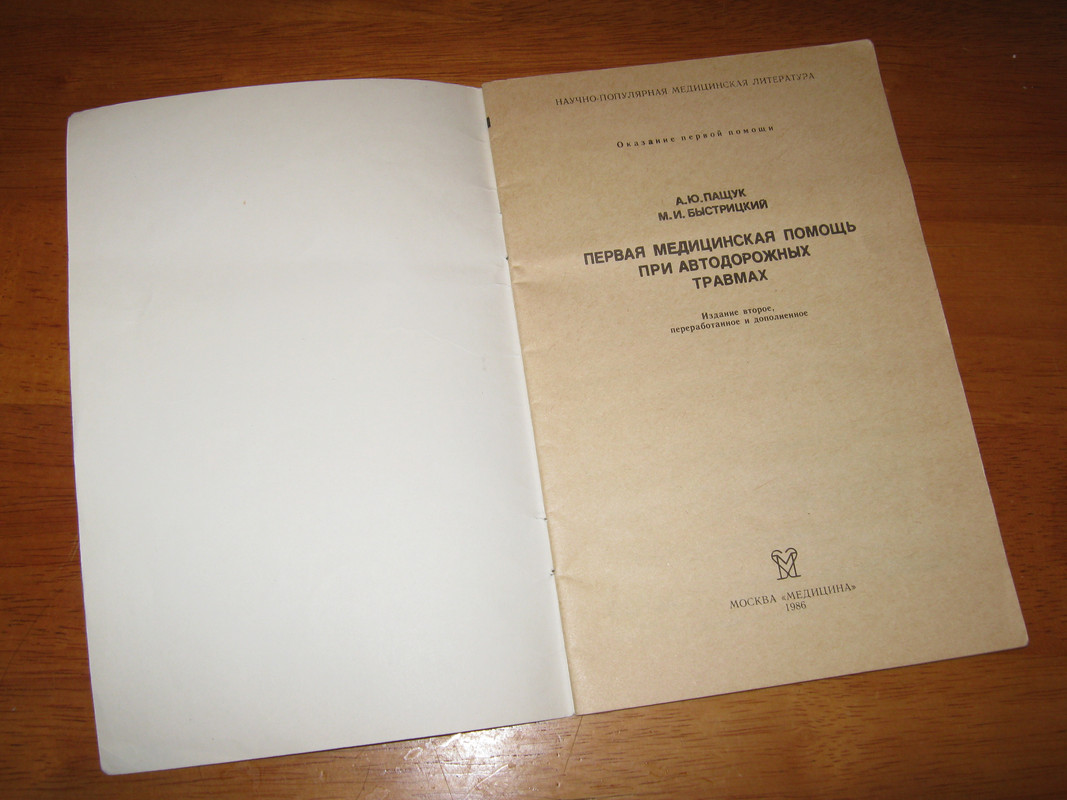 НАУЧНО-ПОПУЛЯРНАЯ МЕДИЦИНСКАЯ ЛИТЕРАТУРА
Оказание первой помощи
А.Ю.ПАЩУК
М.И.БЫСТРИЦКИЙ
ПЕРВАЯ МЕДИЦИНСКАЯ ПОМОЩЬ
ПРИ АВТОДОРОЖНЫХ
ТРАВМАХ
Издание второе,
переработанное и дополненное
МОСКВА «МЕДИЦИНА»
1986